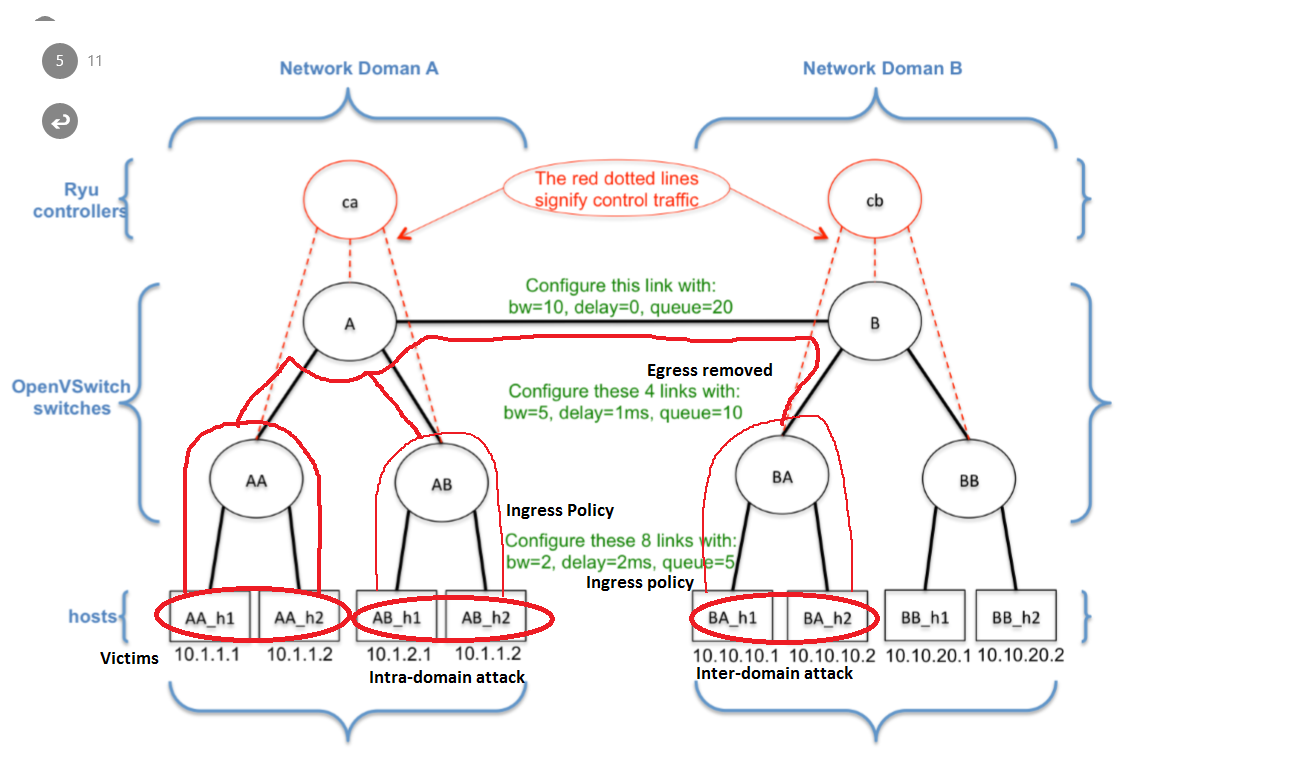 5 11
Network Doman A
Network Doman B
Ryu
controllers
ca
The red dotted lines
signify control traffic
cb
Configure this link with:
bw=10, delay=0, queue=20
A
B
Egress removed
OpenVSwitch
switches
Configure these 4 links with:
bw=5, delay=1ms, queue=10
AA
AB
BA
BB
Ingress Policy
Configure these 8 links with:
bw=2, delay=2ms, queue=5
Ingress policy
hosts
AA_h1
AA_h2
AB_h1
AB_h2
BA_h1
BA_h2
BB_h1
BB_h2
Victims
10.1.1.1
10.1.1.2
10.1.2.1
10.1.1.2
10.10.10.1
10.10.10.2
10.10.20.1
10.10.20.2
Intra-domain attack
Inter-domain attack